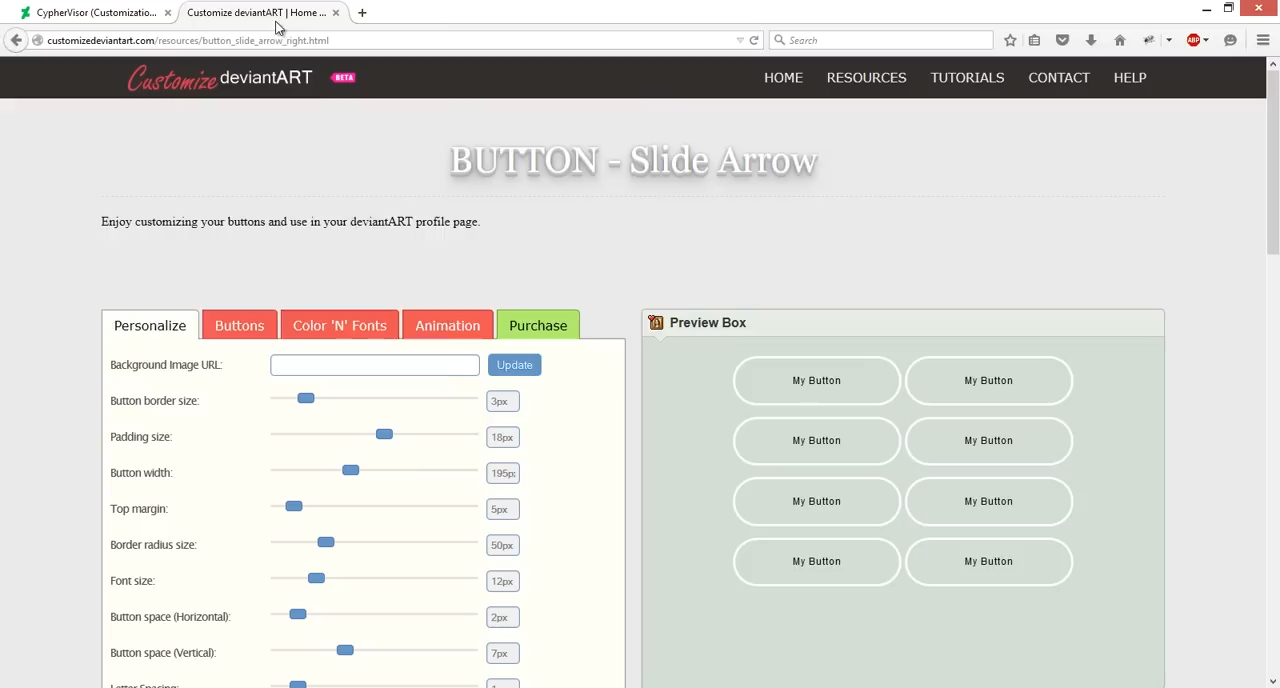 CypherVisor (Customizatio...
Customize deviantART | Home ...
customizedeviantart.com/resources/button_slide_arrow_right.html
Search
ABP
Customize deviantART BETA
HOME RESOURCES TUTORIALS CONTACT HELP
BUTTON - Slide Arrow
Enjoy customizing your buttons and use in your deviantART profile page.
Personalize Buttons Color 'N' Fonts Animation Purchase
Background Image URL: Update
Button border size: 3px
Padding size: 18px
Button width: 195p
Top margin: 5px
Border radius size: 50px
Font size: 12px
Button space (Horizontal): 2px
Button space (Vertical): 7px
Letter Spacing:
Preview Box
My Button My Button
My Button My Button
My Button My Button
My Button My Button